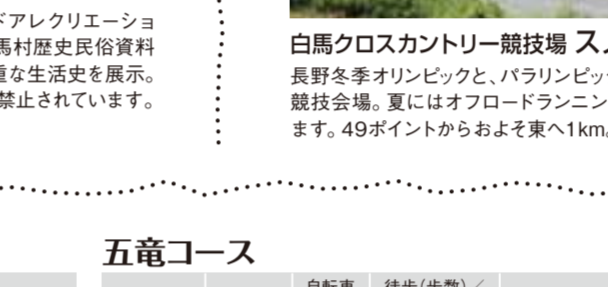 ドアレクリエーショ
馬村歴史民俗資料
重な生活史を展示。
禁止されています。
白馬クロスカントリー競技場 ス
長野冬季オリンピックと、パラリンピッ
競技会場。夏にはオフロードランニン
ます。49ポイントからおよそ東へ1km。
五竜コース
自転車
徒歩(歩数)/